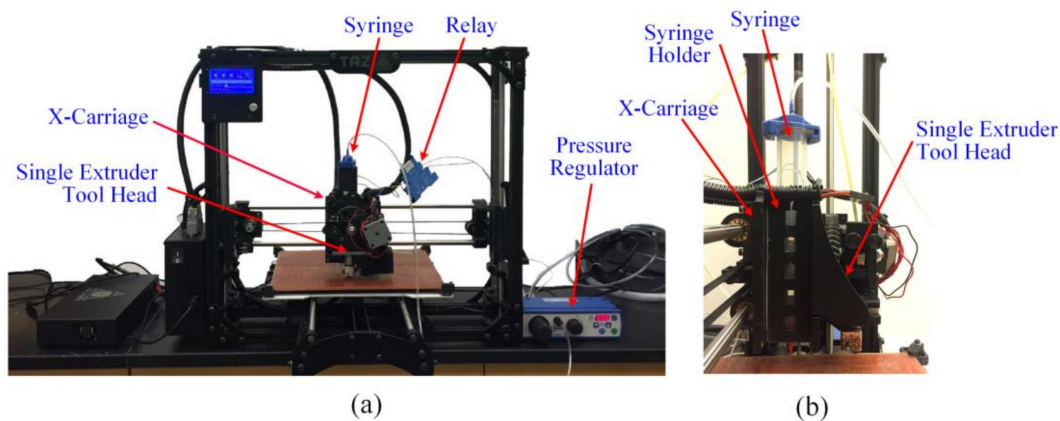 Syringe
Relay
X-Carriage
Single Extruder
Tool Head
Pressure
Regulator
TAZ
(a)
Syringe
Syringe
Holder
X-Carriage
Single Extruder
Tool Head
(b)